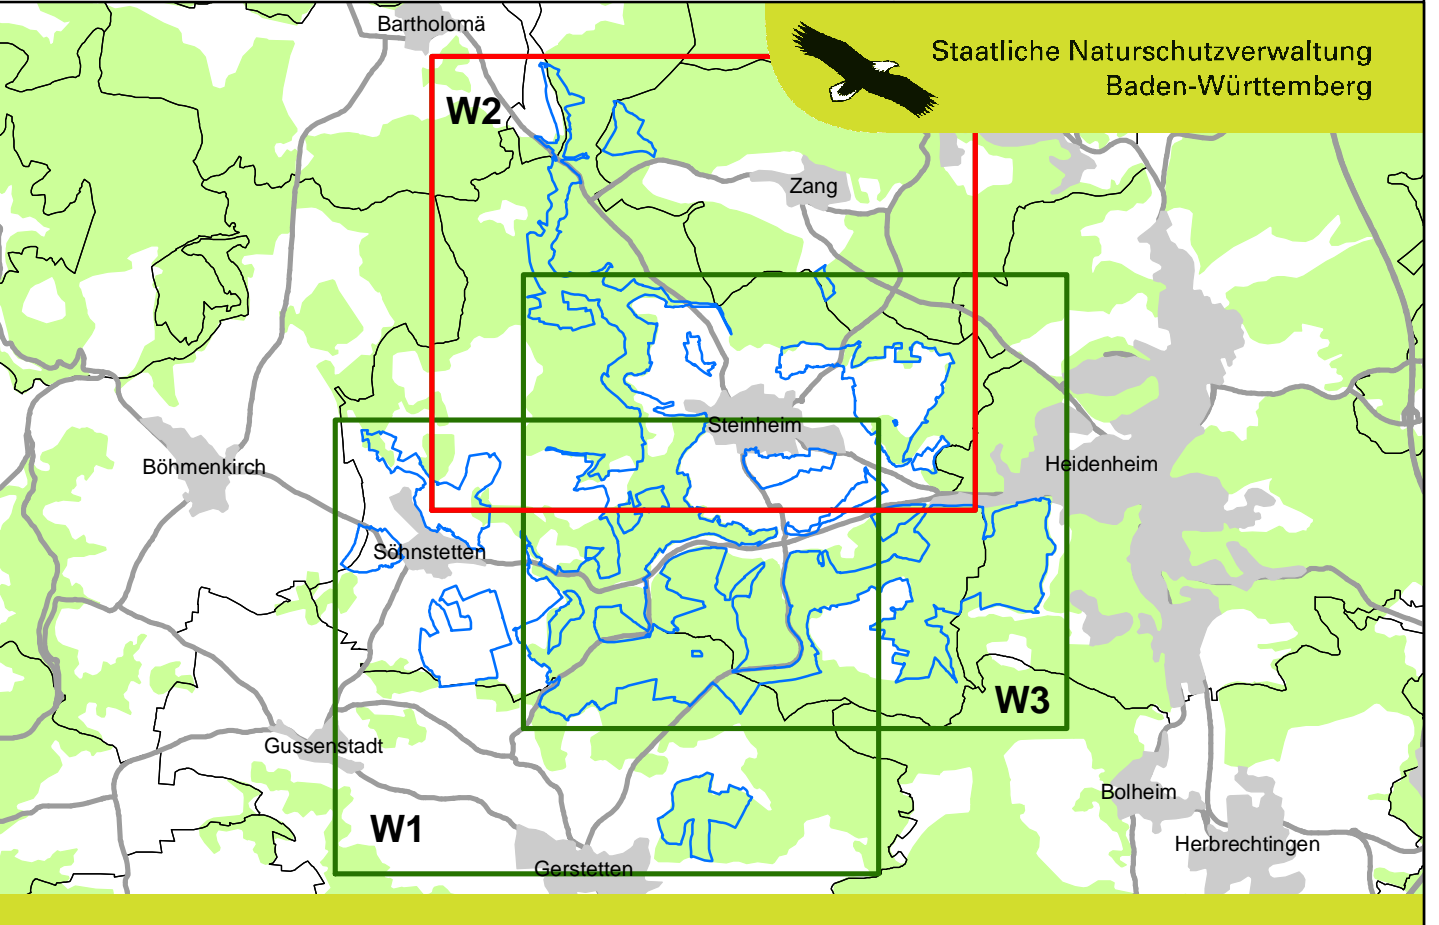 Bartholomä
Staatliche Naturschutzverwaltung
Baden-Württemberg
W2
Zang
Steinheim
Böhmenkirch
Heidenheim
Söhnstetten
W3
Gussenstadt
Bolheim
W1
Herbrechtingen
Gerstetten